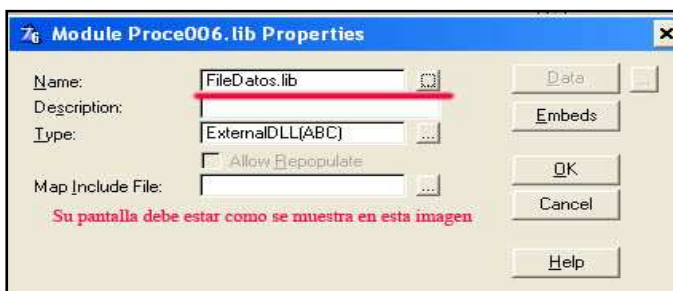 Module Proce006.lib Properties
Name: FileDatos.lib ... Data ...
Description: Embeds
Type: ExternalDLL(ABC) ...
Allow Repopulate OK
Map Include File: ... Cancel
Su pantalla debe estar como se muestra en esta imagen
Help